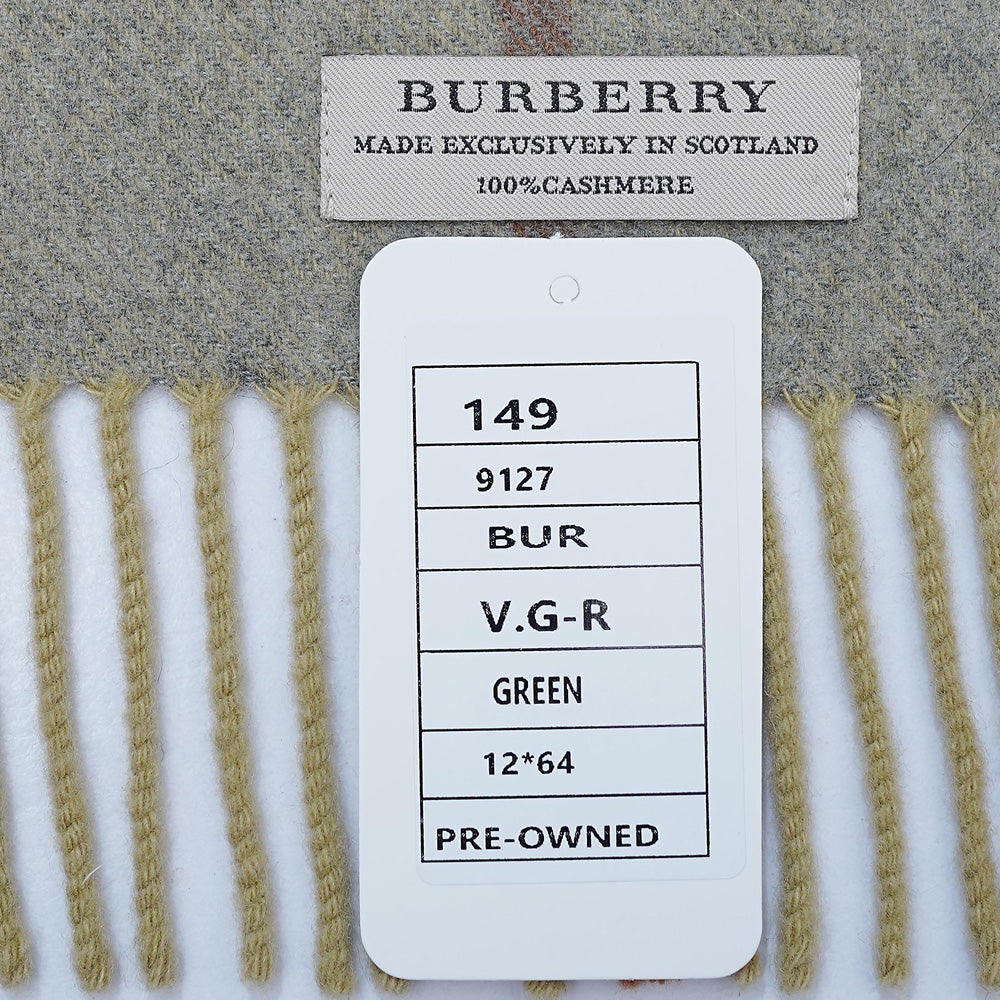 BURBERRY
MADE EXCLUSIVELY IN SCOTLAND
100%CASHMERE
149
9127
BUR
V.G-R
GREEN
12*64
PRE-OWNED